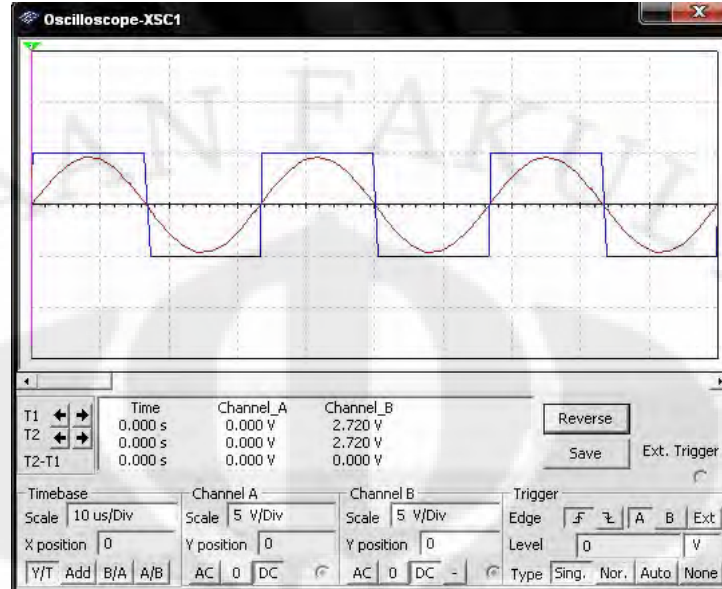 Oscilloscope-XSC1
AN FAKUL
T1
T2
T2-T1
Time Channel_A Channel_B
0.000 s 0.000 V 2.720 V
0.000 s 0.000 V 2.720 V
0.000 s 0.000 V 0.000 V
Reverse
Save
Ext. Trigger
Timebase
Scale 10 us/Div
X position 0
Y/T Add B/A A/B
Channel A
Scale 5 V/Div
Y position 0
AC 0 DC
Channel B
Scale 5 V/Div
Y position 0
AC 0 DC -
Trigger
Edge A B Ext
Level 0 V
Type Sing. Nor. Auto None